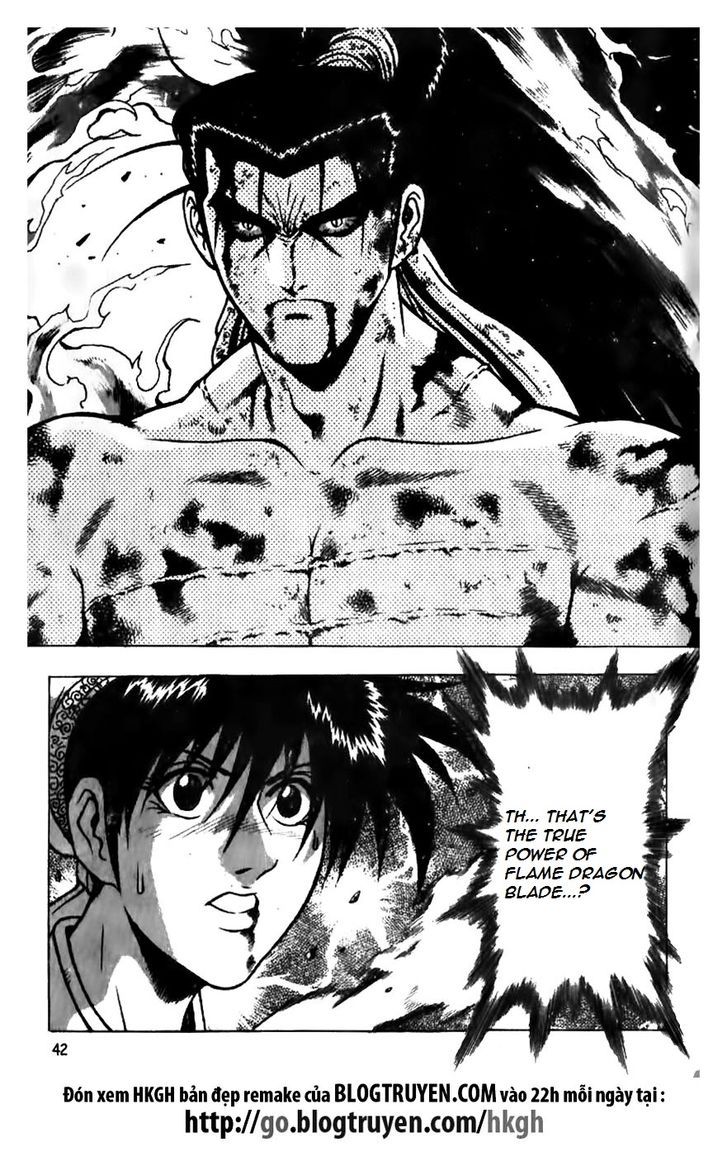 TH... THAT'S
THE TRUE
POWER OF
FLAME DRAGON
BLADE...?
42
Đón xem HKGH bản đẹp remake của BLOGTRUYEN.COM vào 22h mỗi ngày tại :
http://go.blogtruyen.com/hkgh